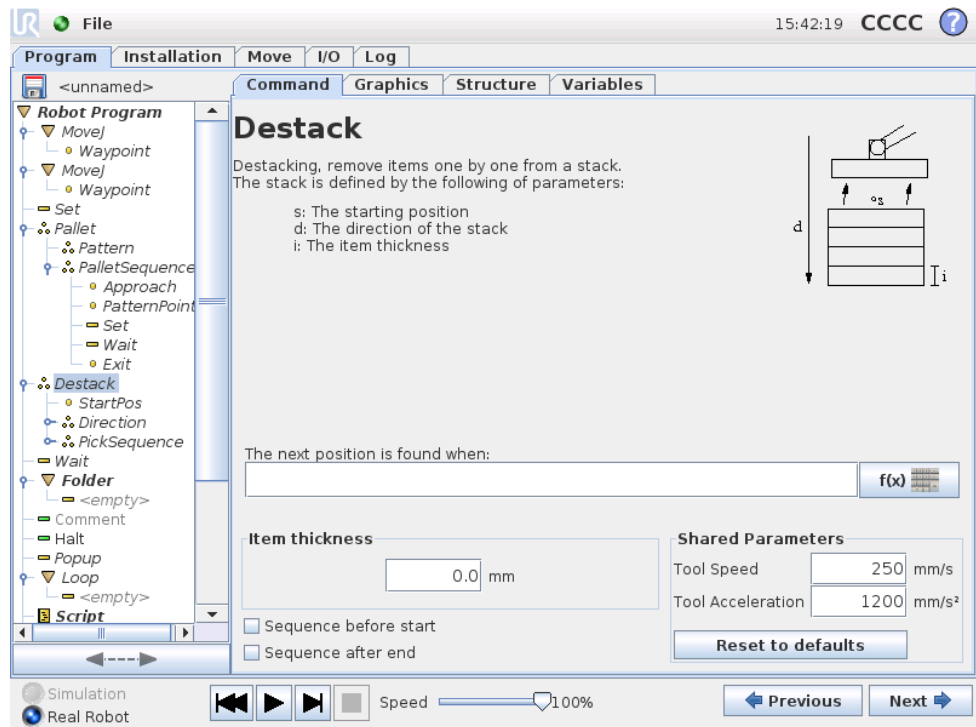 UR File 15:42:19 CCCC ?
Program Installation Move I/O Log
<unnamed>
Command Graphics Structure Variables
Robot Program
MoveJ
Waypoint
MoveJ
Waypoint
Set
Pallet
Pattern
PalletSequence
Approach
PatternPoint
Set
Wait
Exit
Destack
StartPos
Direction
PickSequence
Wait
Folder
<empty>
Comment
Halt
Popup
Loop
<empty>
Script
Destack
Destacking, remove items one by one from a stack.
The stack is defined by the following of parameters:
s: The starting position
d: The direction of the stack
i: The item thickness
s
d
i
The next position is found when:
f(x)
Item thickness
0.0 mm
Sequence before start
Sequence after end
Shared Parameters
Tool Speed 250 mm/s
Tool Acceleration 1200 mm/s²
Reset to defaults
Simulation
Real Robot
Speed 100%
Previous Next